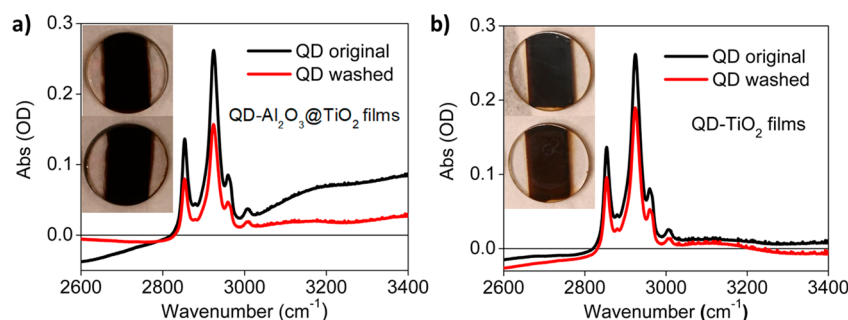 a)
0.3
0.2
0.1
0.0
Abs (OD)
QD original
QD washed
QD-Al₂O₃@TiO₂ films
2600 2800 3000 3200 3400
Wavenumber (cm⁻¹)
b)
0.3
0.2
0.1
0.0
Abs (OD)
QD original
QD washed
QD-TiO₂ films
2600 2800 3000 3200 3400
Wavenumber (cm⁻¹)